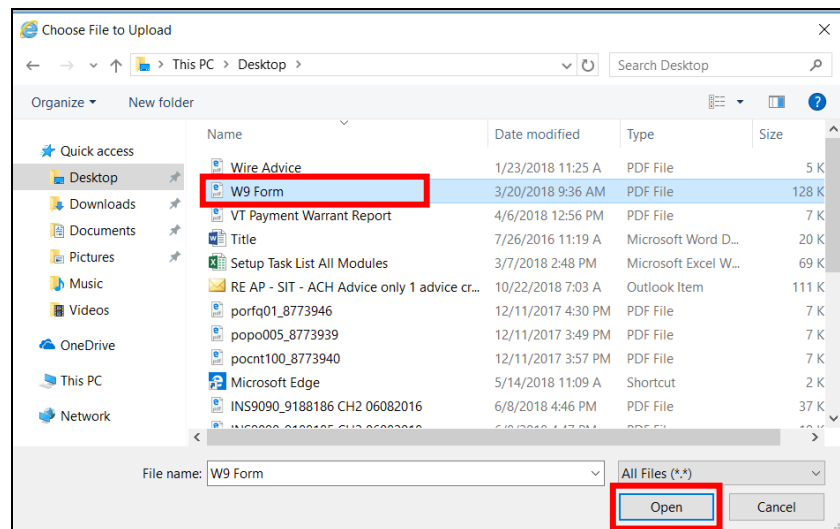 Choose File to Upload
This PC > Desktop >
Search Desktop
Organize New folder
Name Date modified Type Size
Quick access
Desktop
Downloads
Documents
Pictures
Music
Videos
OneDrive
This PC
Network
Wire Advice 1/23/2018 11:25 A PDF File 5 K
W9 Form 3/20/2018 9:36 AM PDF File 128 K
VT Payment Warrant Report 4/6/2018 12:56 PM PDF File 7 K
Title 7/26/2016 11:19 A Microsoft Word D... 20 K
Setup Task List All Modules 3/7/2018 2:48 PM Microsoft Excel W... 69 K
RE AP - SIT - ACH Advice only 1 advice cr... 10/22/2018 7:03 A Outlook Item 111 K
porfq01_8773946 12/11/2017 4:30 PM PDF File 7 K
popo005_8773939 12/11/2017 3:49 PM PDF File 7 K
pocnt100_8773940 12/11/2017 3:57 PM PDF File 7 K
Microsoft Edge 5/14/2018 11:09 A Shortcut 2 K
INS9090_9188186 CH2 06082016 6/8/2018 4:46 PM PDF File 37 K
File name: W9 Form All Files (*.*)
Open Cancel